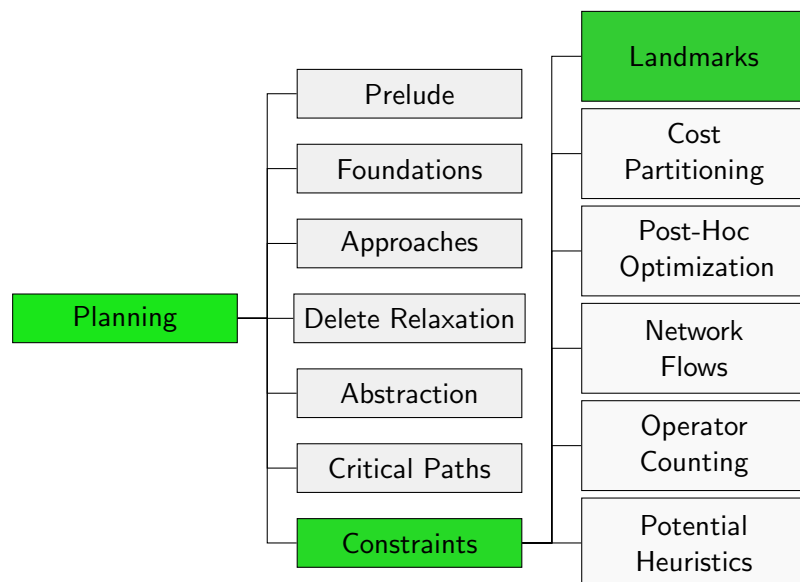 Planning
Prelude
Foundations
Approaches
Delete Relaxation
Abstraction
Critical Paths
Constraints
Landmarks
Cost
Partitioning
Post-Hoc
Optimization
Network
Flows
Operator
Counting
Potential
Heuristics